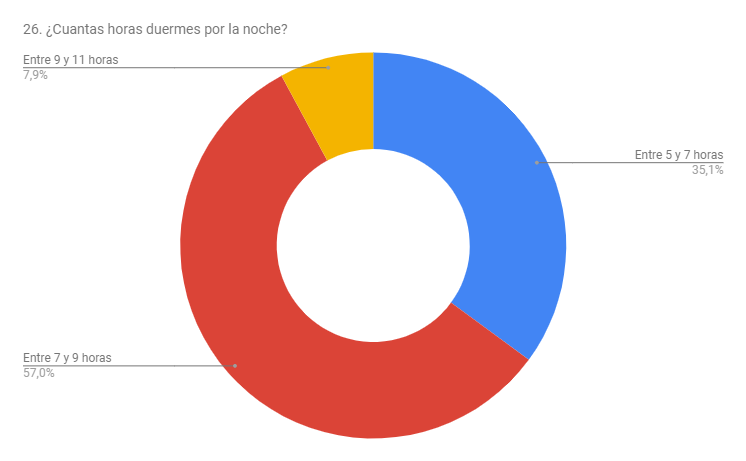 26. ¿Cuantas horas duermes por la noche?
Entre 9 y 11 horas
7,9%
Entre 5 y 7 horas
35,1%
Entre 7 y 9 horas
57,0%